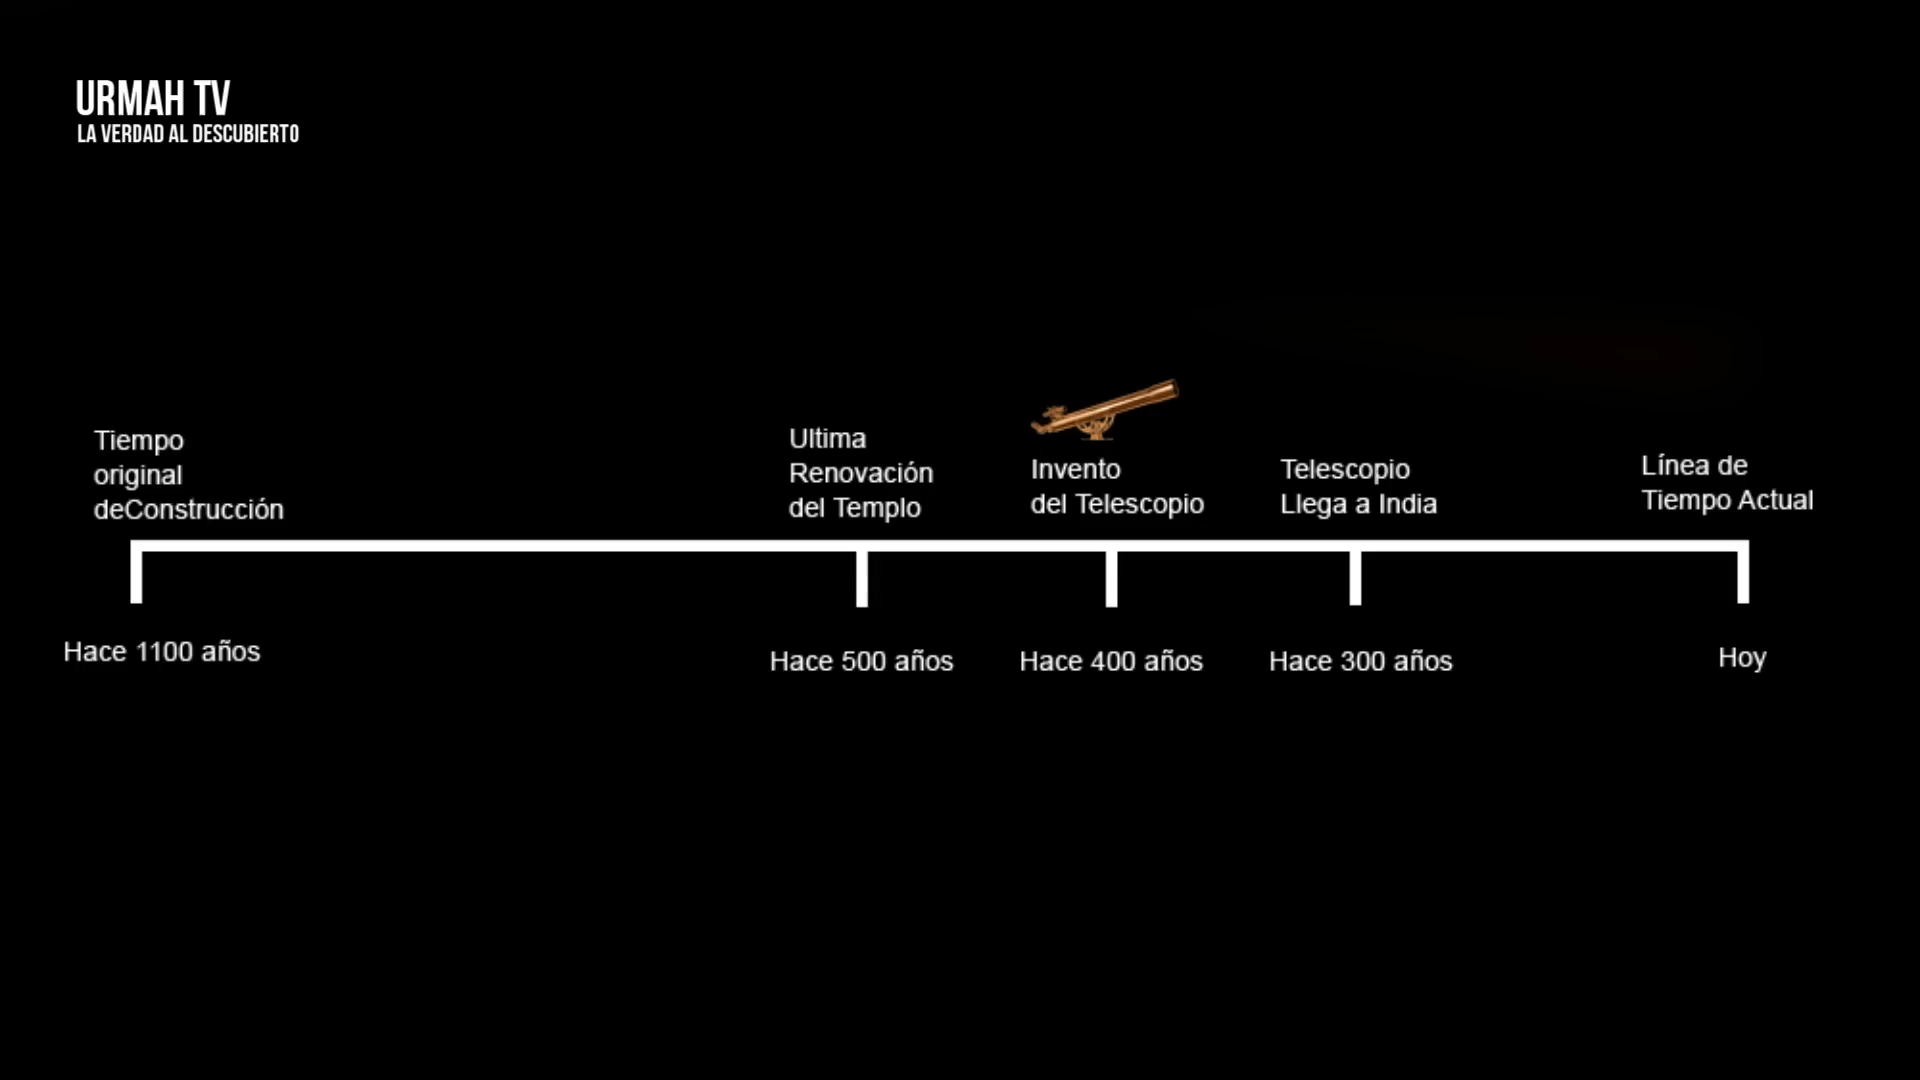 URMAH TV
LA VERDAD AL DESCUBIERTO
Tiempo
original
deConstrucción
Ultima
Renovación
del Templo
Invento
del Telescopio
Telescopio
Llega a India
Línea de
Tiempo Actual
Hace 1100 años
Hace 500 años
Hace 400 años
Hace 300 años
Hoy